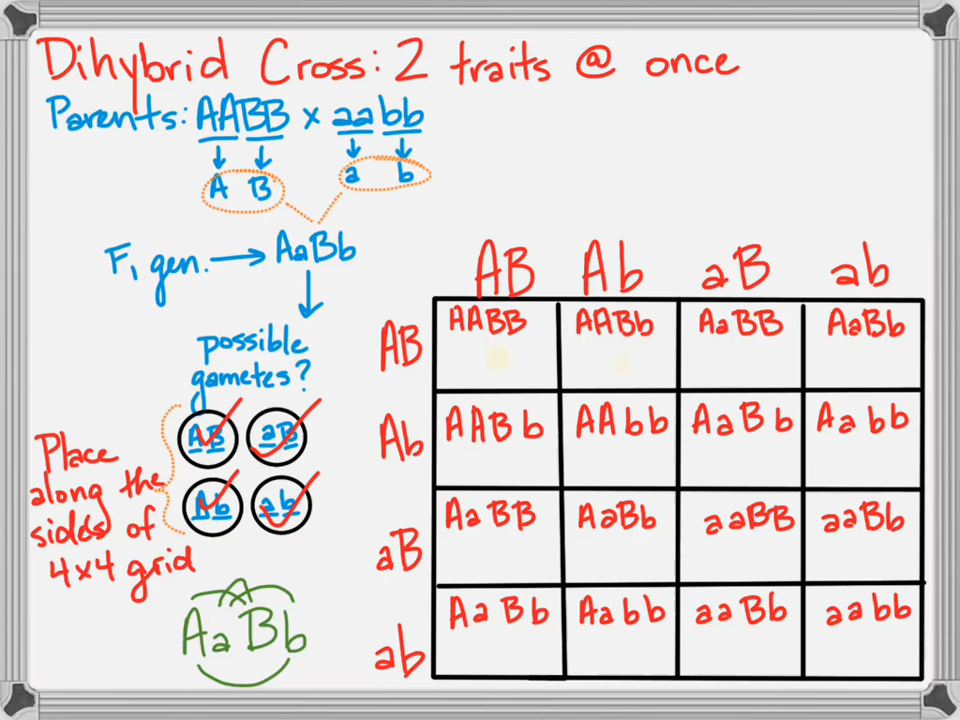 Dihybrid Cross: 2 traits @ once
Parents: AABB x aabb
A B a b
F1 gen. → AaBb
possible
gametes?
AB aB
Ab ab
Place
along the
sides of
4x4 grid
AaBb
AB Ab aB ab
AB AABB AABb AaBB AaBb
Ab AABb AAbb AaBb Aabb
aB AaBB AaBb aaBB aaBb
ab AaBb Aabb aaBb aabb